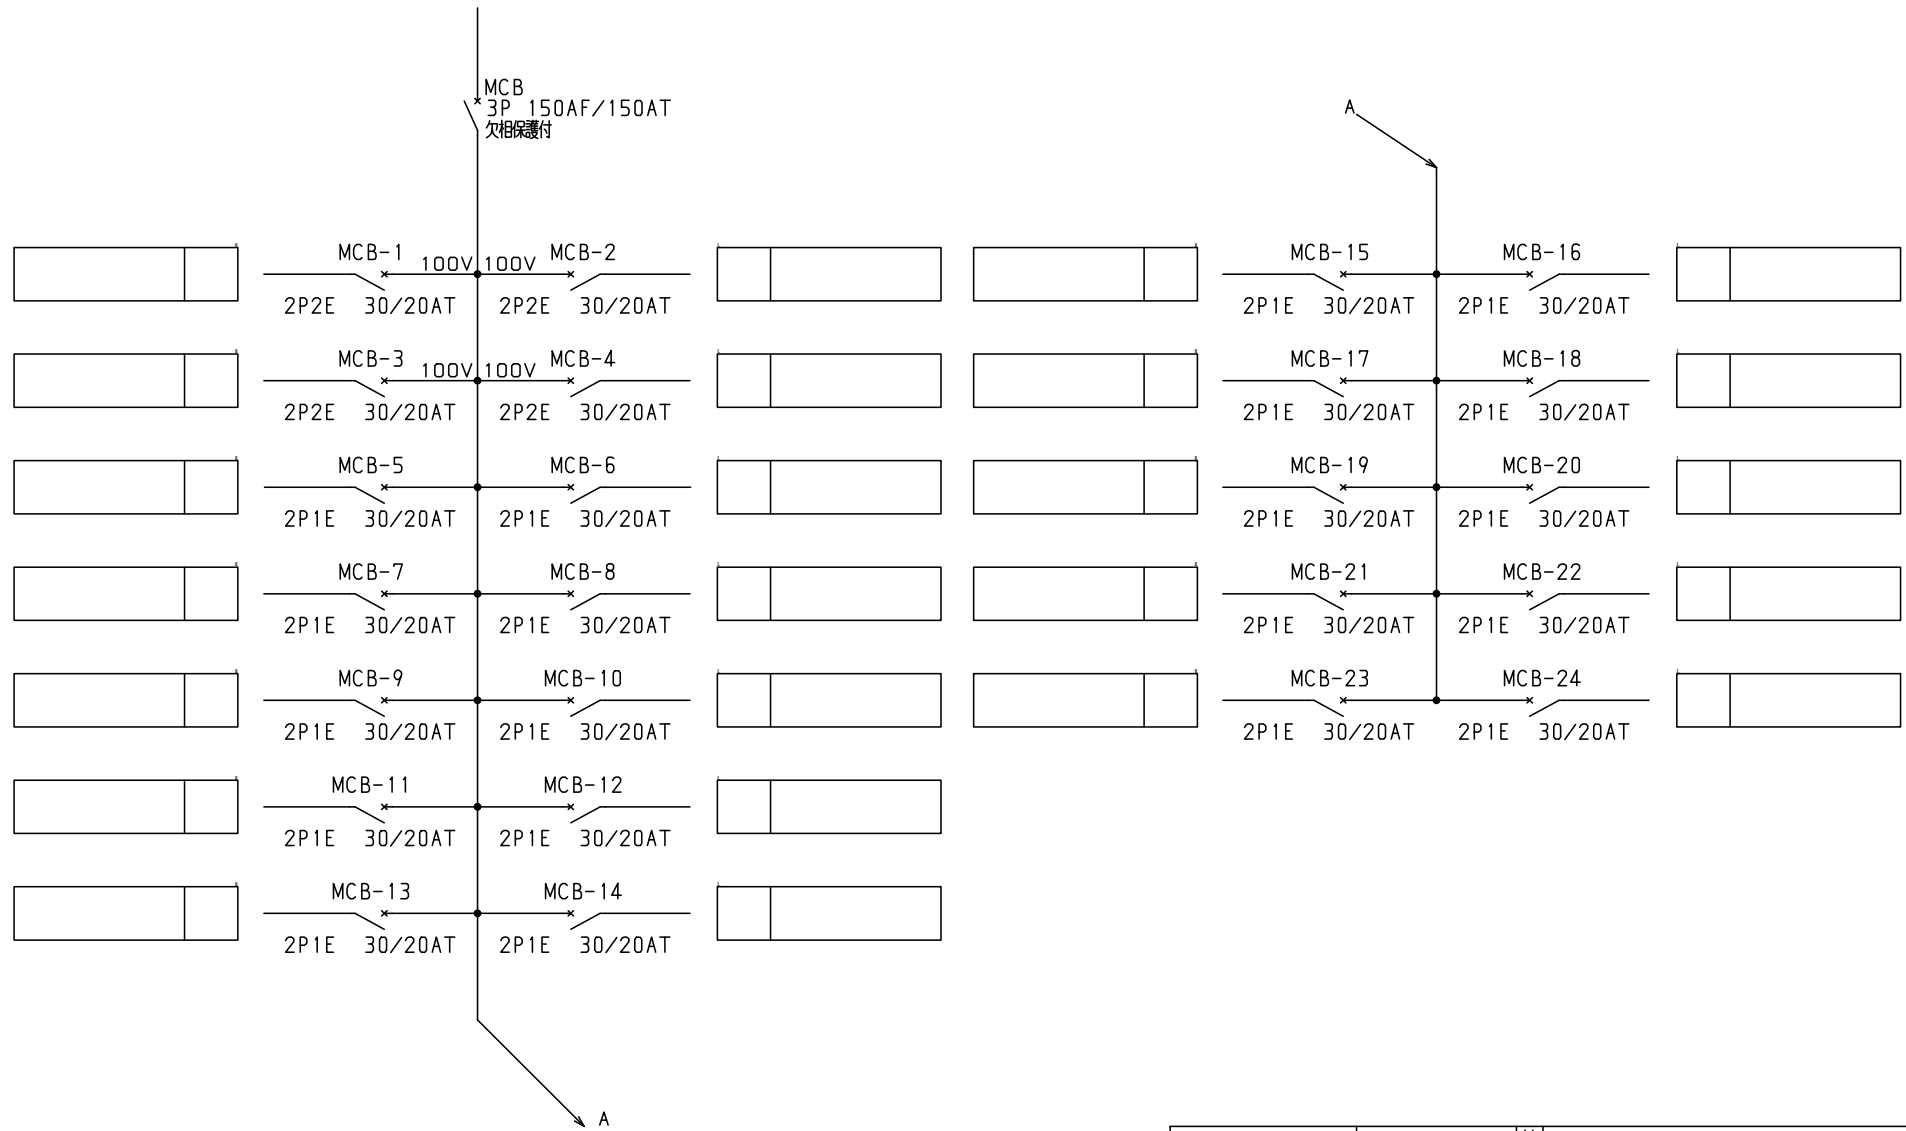 MCB
3P 150AF/150AT
欠相保護付
A
MCB-1 100V 100V MCB-2
2P2E 30/20AT 2P2E 30/20AT
MCB-3 100V 100V MCB-4
2P2E 30/20AT 2P2E 30/20AT
MCB-5 MCB-6
2P1E 30/20AT 2P1E 30/20AT
MCB-7 MCB-8
2P1E 30/20AT 2P1E 30/20AT
MCB-9 MCB-10
2P1E 30/20AT 2P1E 30/20AT
MCB-11 MCB-12
2P1E 30/20AT 2P1E 30/20AT
MCB-13 MCB-14
2P1E 30/20AT 2P1E 30/20AT
A
MCB-15 MCB-16
2P1E 30/20AT 2P1E 30/20AT
MCB-17 MCB-18
2P1E 30/20AT 2P1E 30/20AT
MCB-19 MCB-20
2P1E 30/20AT 2P1E 30/20AT
MCB-21 MCB-22
2P1E 30/20AT 2P1E 30/20AT
MCB-23 MCB-24
2P1E 30/20AT 2P1E 30/20AT